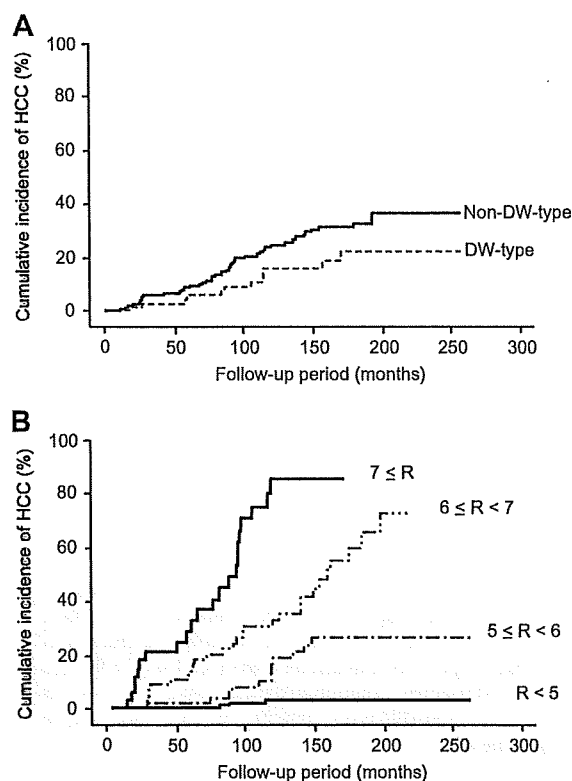 A
Cumulative incidence of HCC (%)
100
80
60
40
20
0
Non-DW-type
DW-type
0 50 100 150 200 250 300
Follow-up period (months)
B
Cumulative incidence of HCC (%)
100
80
60
40
20
0
7 ≤ R
6 ≤ R < 7
5 ≤ R < 6
R < 5
0 50 100 150 200 250 300
Follow-up period (months)